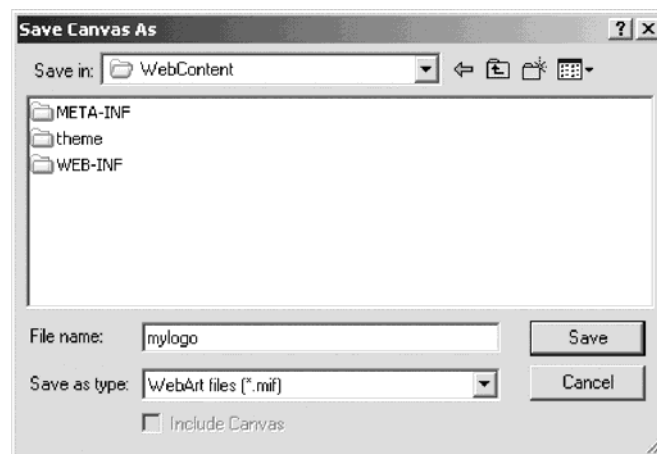 Save Canvas As
Save in: WebContent
META-INF
theme
WEB-INF
File name: mylogo Save
Save as type: WebArt files (*.mif) Cancel
Include Canvas